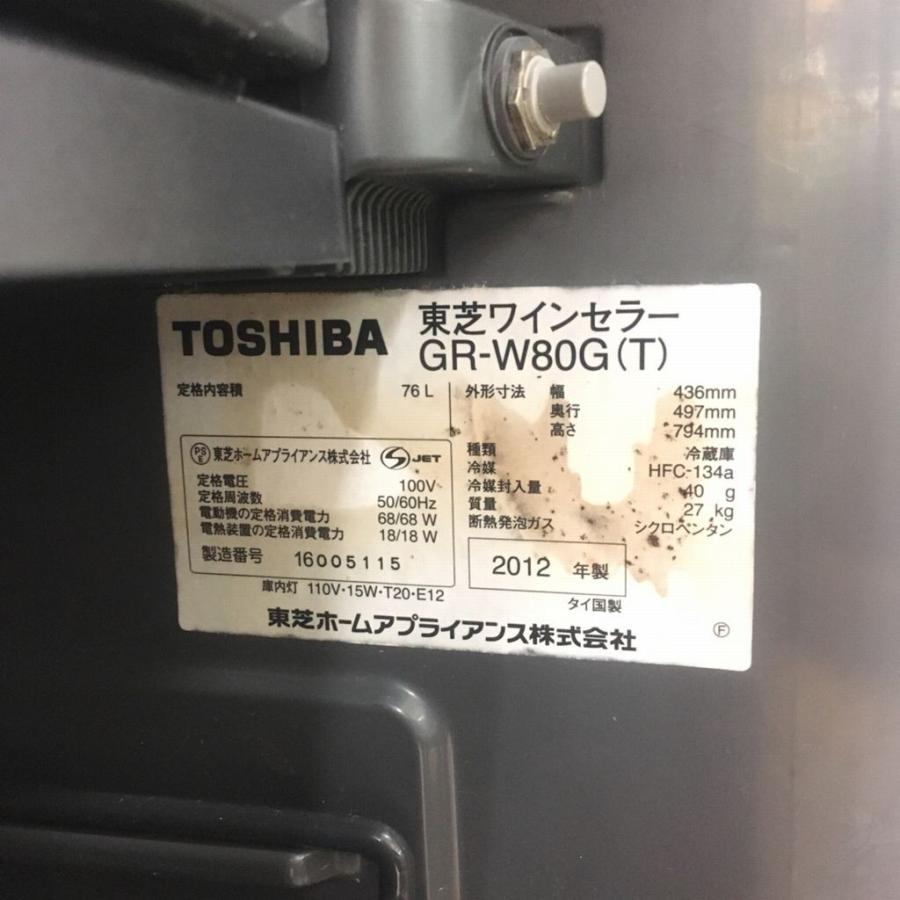 TOSHIBA
東芝ワインセラー
GR-W80G(T)
定格内容積 76 L
外形寸法 幅 436mm
奥行 497mm
高さ 794mm
PS E 東芝ホームアプライアンス株式会社 S JET
定格電圧 100V
定格周波数 50/60Hz
電動機の定格消費電力 68/68 W
電熱装置の定格消費電力 18/18 W
製造番号 16005115
種類 冷蔵庫
冷媒 HFC-134a
冷媒封入量 40 g
質量 27 kg
断熱発泡ガス シクロペンタン
2012 年製
庫内灯 110V・15W・T20・E12
タイ国製
東芝ホームアプライアンス株式会社
Ⓕ